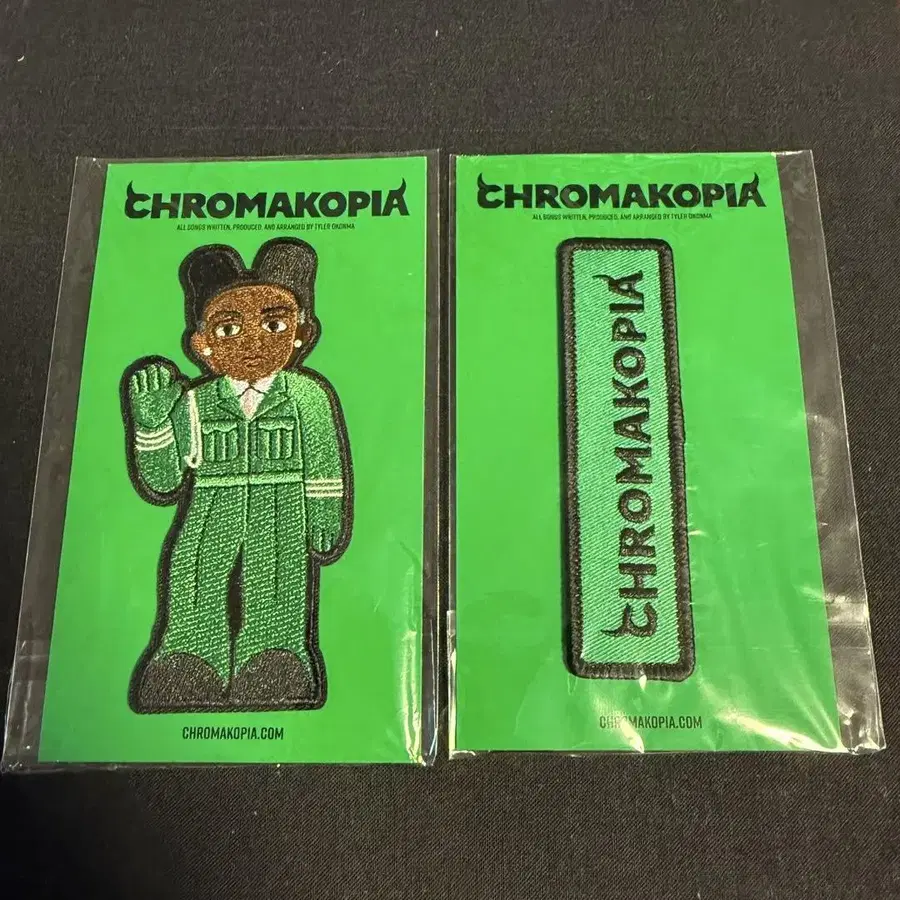 CHROMAKOPIA
ALL SONGS WRITTEN, PRODUCED, AND ARRANGED BY TYLER OKONMA
CHROMAKOPIA.COM
CHROMAKOPIA
ALL SONGS WRITTEN, PRODUCED, AND ARRANGED BY TYLER OKONMA
CHROMAKOPIA
CHROMAKOPIA.COM